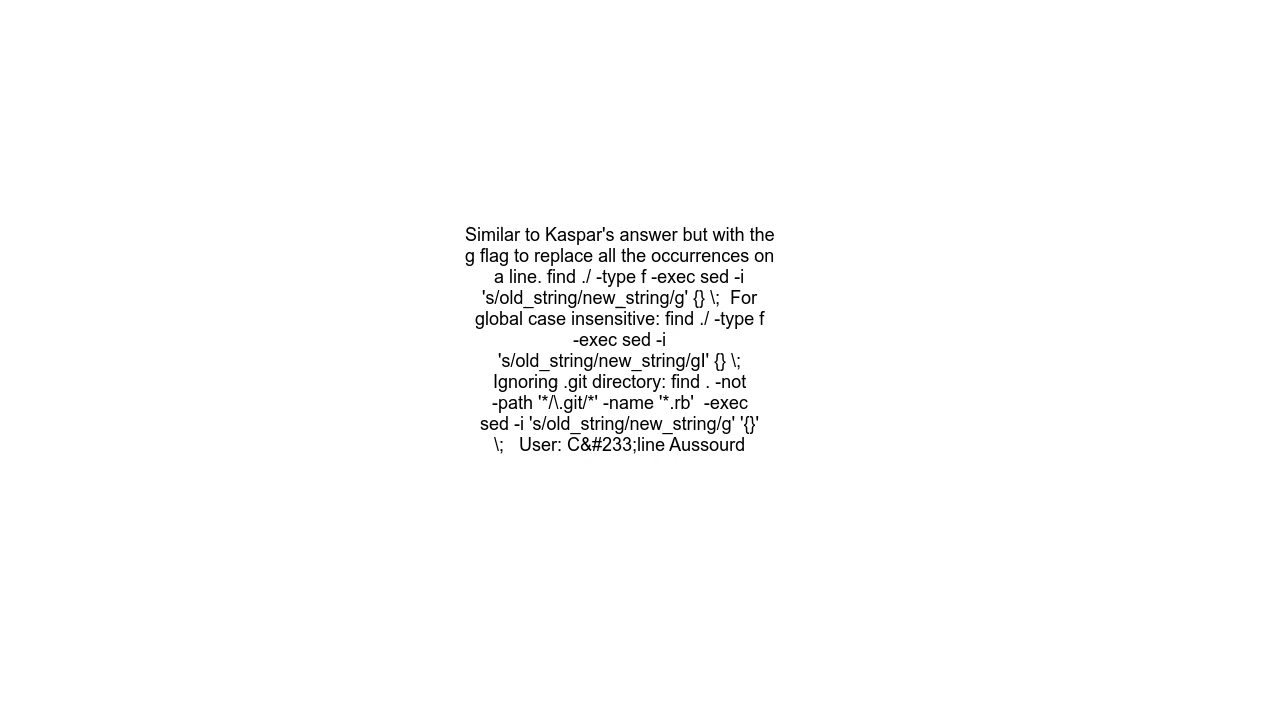 Similar to Kaspar's answer but with the
g flag to replace all the occurrences on
a line. find ./ -type f -exec sed -i
's/old_string/new_string/g' {} \;  For
global case insensitive: find ./ -type f
-exec sed -i
's/old_string/new_string/gI' {} \;
Ignoring .git directory: find . -not
-path '*/\.git/*' -name '*.rb'  -exec
sed -i 's/old_string/new_string/g' '{}'
\;   User: C&#233;line Aussourd